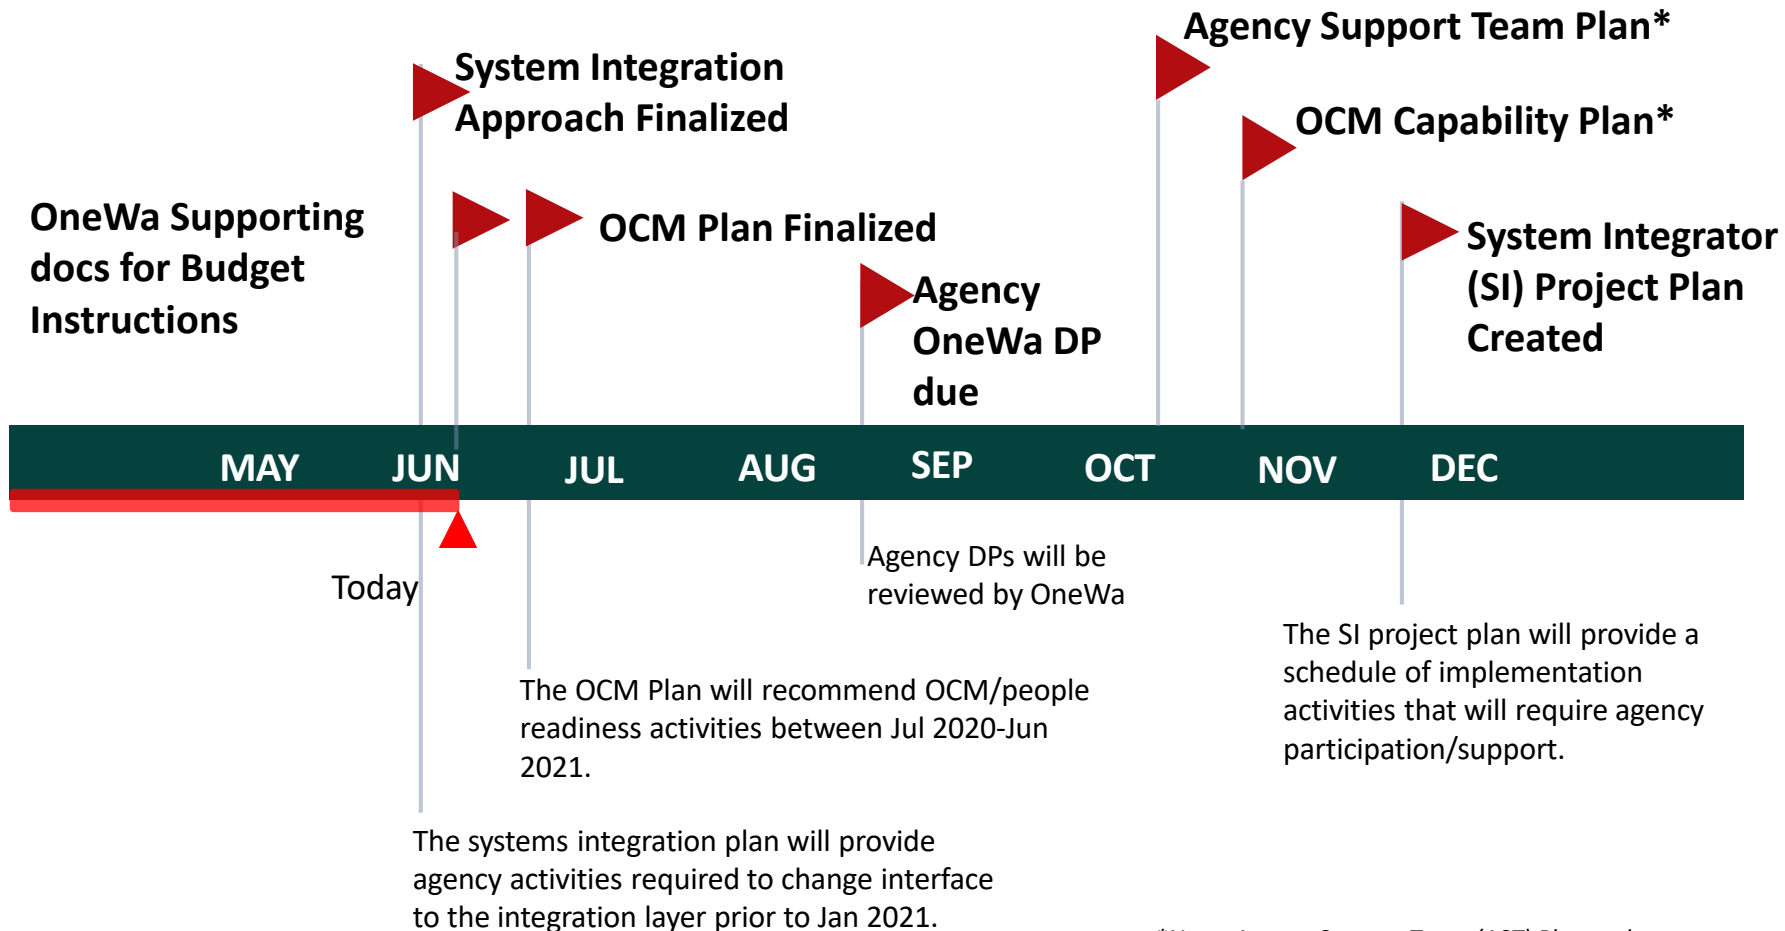 Agency Support Team Plan*
System Integration
Approach Finalized
OCM Capability Plan*
OneWa Supporting
docs for Budget
Instructions
OCM Plan Finalized
System Integrator
(SI) Project Plan
Created
Agency
OneWa DP
due
MAY JUN JUL AUG SEP OCT NOV DEC
Today
Agency DPs will be
reviewed by OneWa
The SI project plan will provide a
schedule of implementation
activities that will require agency
participation/support.
The OCM Plan will recommend OCM/people
readiness activities between Jul 2020-Jun
2021.
The systems integration plan will provide
agency activities required to change interface
to the integration layer prior to Jan 2021.
Agency Support Team (AST) Plan